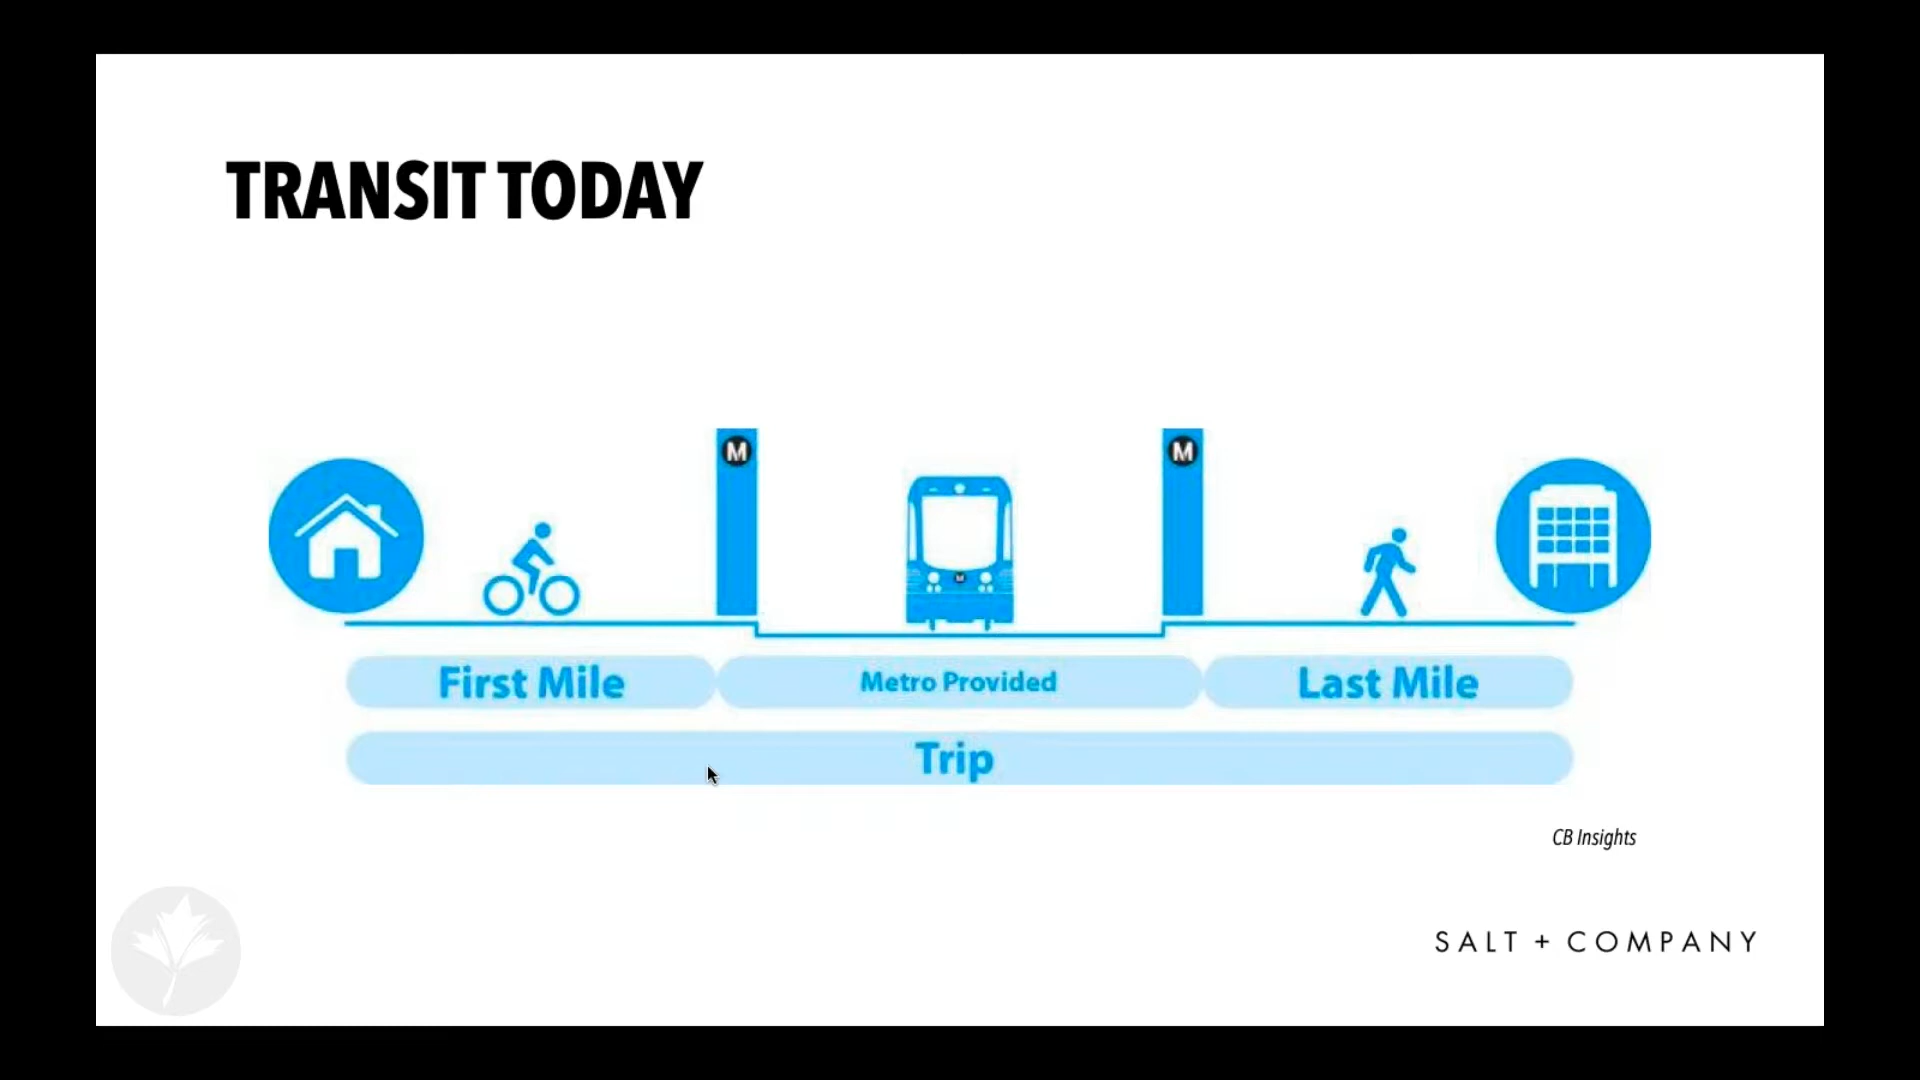 TRANSIT TODAY
M
M
M
First Mile
Metro Provided
Last Mile
Trip
CB Insights
SALT + COMPANY